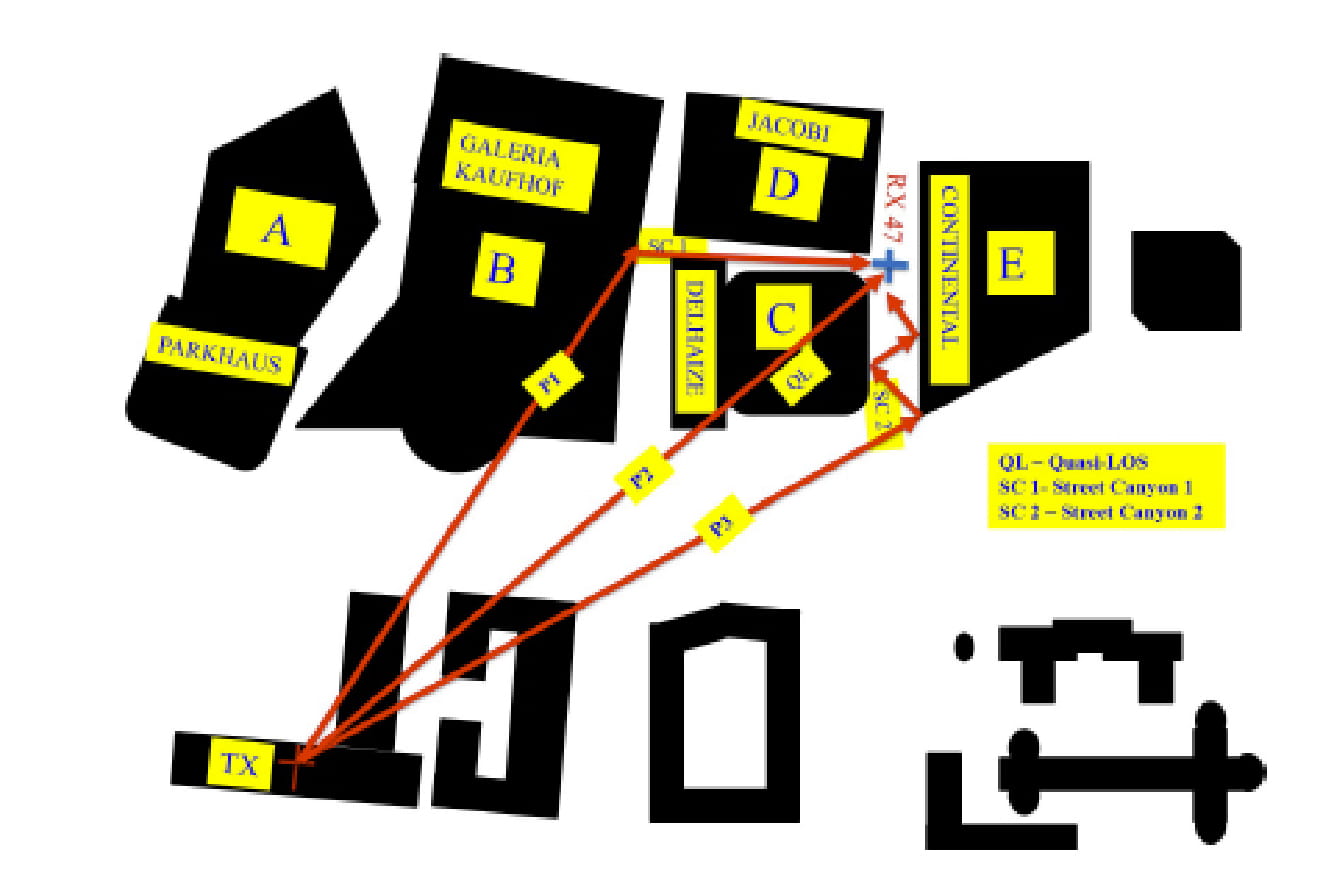 JACOBI
GALERIA
KAUFHOF
D
A
RX 47
CONTINENTAL
SC 1
B
E
DELHAIZE
C
PARKHAUS
QL
P1
SC 2
QL – Quasi-LOS
SC 1- Street Canyon 1
SC 2 – Street Canyon 2
P2
P3
TX